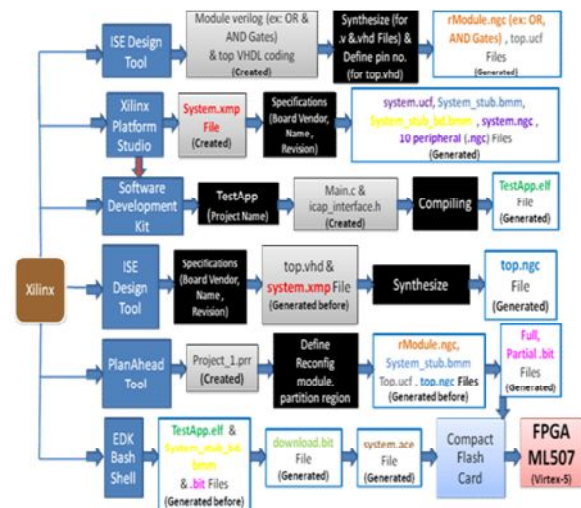 Xilinx
ISE Design
Tool
Module verilog (ex: OR &
AND Gates)
& top VHDL coding
(Created)
Synthesize (for
.v &.vhd Files) &
Define pin no.
(for top.vhd)
rModule.ngc (ex: OR,
AND Gates) , top.ucf
Files
(Generated)
Xilinx
Platform
Studio
System.xmp
File
(Created)
Specifications
(Board Vendor,
Name ,
Revision)
system.ucf, System_stub.bmm,
System_stub_bd.bmm , system.ngc ,
10 peripheral (.ngc) Files
(Generated)
Software
Development
Kit
TestApp
(Project Name)
Main.c &
icap_interface.h
(Created)
Compiling
TestApp.elf
File
(Generated)
ISE
Design
Tool
Specifications
(Board Vendor,
Name ,
Revision)
top.vhd &
system.xmp File
(Generated before)
Synthesize
top.ngc
File
(Generated)
PlanAhead
Tool
Project_1.prr
(Created)
Define
Reconfig
module.
partition region
rModule.ngc,
System_stub.bmm
Top.ucf , top.ngc Files
(Generated before)
Full,
Partial .bit
Files
(Generated)
EDK
Bash
Shell
TestApp.elf &
System_stub_bd.
bmm
& .bit Files
(Generated before)
download.bit
File
(Generated)
system.ace
File
(Generated)
Compact
Flash
Card
FPGA
ML507
(Virtex-5)